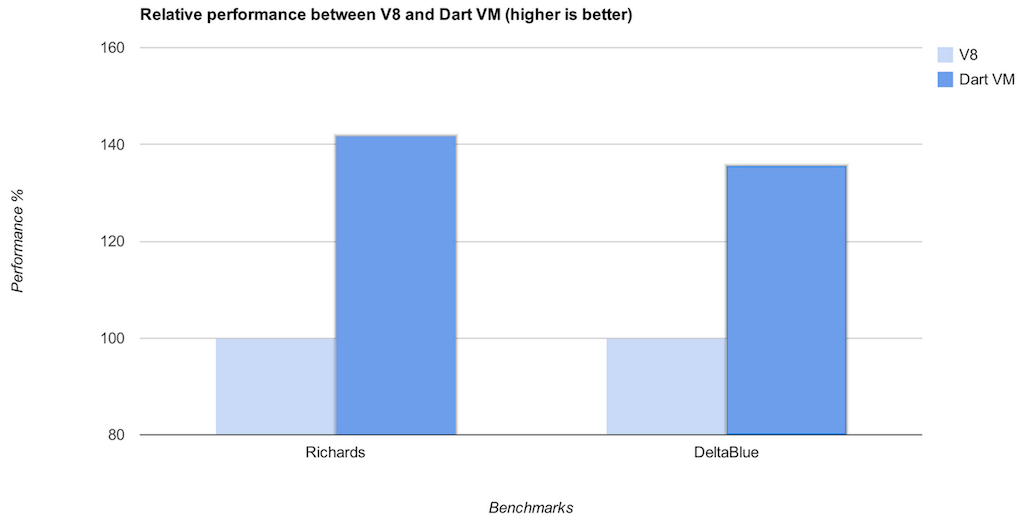 Relative performance between V8 and Dart VM (higher is better)
160
140
120
100
80
Performance %
V8
Dart VM
Richards
DeltaBlue
Benchmarks